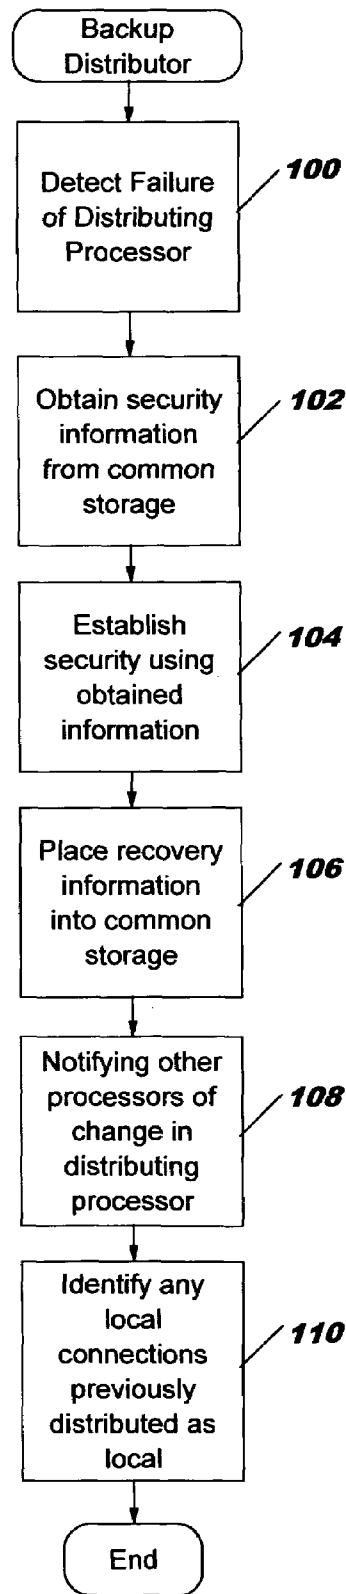 Backup
Distributor
Detect Failure
of Distributing
Processor
100
Obtain security
information
from common
storage
102
Establish
security using
obtained
information
104
Place recovery
information
into common
storage
106
Notifying other
processors of
change in
distributing
processor
108
Identify any
local
connections
previously
distributed as
local
110
End